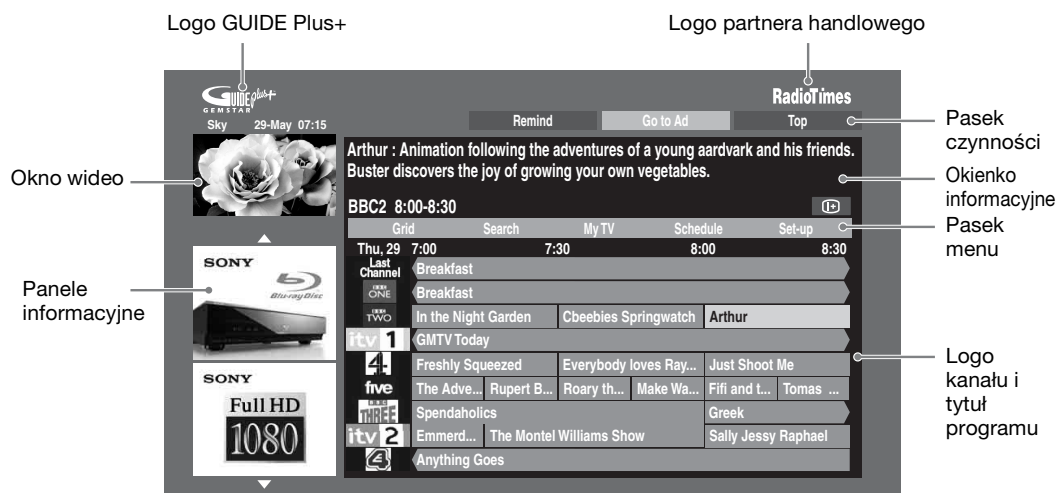 Logo GUIDE Plus+
Logo partnera handlowego
GUIDE Plus+
GEMSTAR
RadioTimes
Sky 29-May 07:15
Remind Go to Ad Top
Pasek
czynności
Arthur : Animation following the adventures of a young aardvark and his friends.
Buster discovers the joy of growing your own vegetables.
Okno wideo
Okienko
informacyjne
BBC2 8:00-8:30
i+
Grid Search My TV Schedule Set-up
Pasek
menu
Thu, 29 7:00 7:30 8:00 8:30
Last
Channel
Breakfast
SONY
Blu-ray Disc
BBC
ONE
Breakfast
Panele
informacyjne
BBC
TWO
In the Night Garden Cbeebies Springwatch Arthur
itv 1 GMTV Today
4 Freshly Squeezed Everybody loves Ray... Just Shoot Me
Logo
kanału i
tytuł
programu
five The Adve... Rupert B... Roary th... Make Wa... Fifi and t... Tomas ...
SONY
Full HD
1080
BBC
THREE
Spendaholics Greek
itv 2 Emmerd... The Montel Williams Show Sally Jessy Raphael
4 Anything Goes